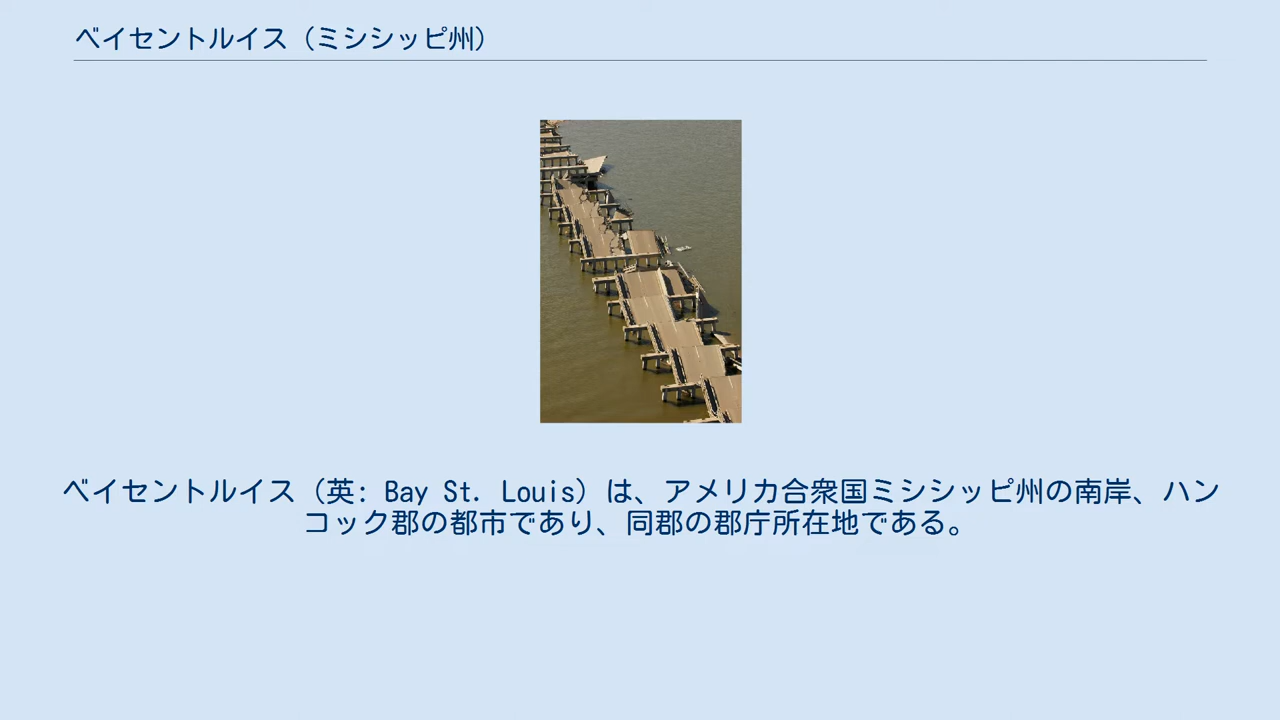 ベイセントルイス（ミシシッピ州）
ベイセントルイス（英: Bay St. Louis）は、アメリカ合衆国ミシシッピ州の南岸、ハン
コック郡の都市であり、同郡の郡庁所在地である。